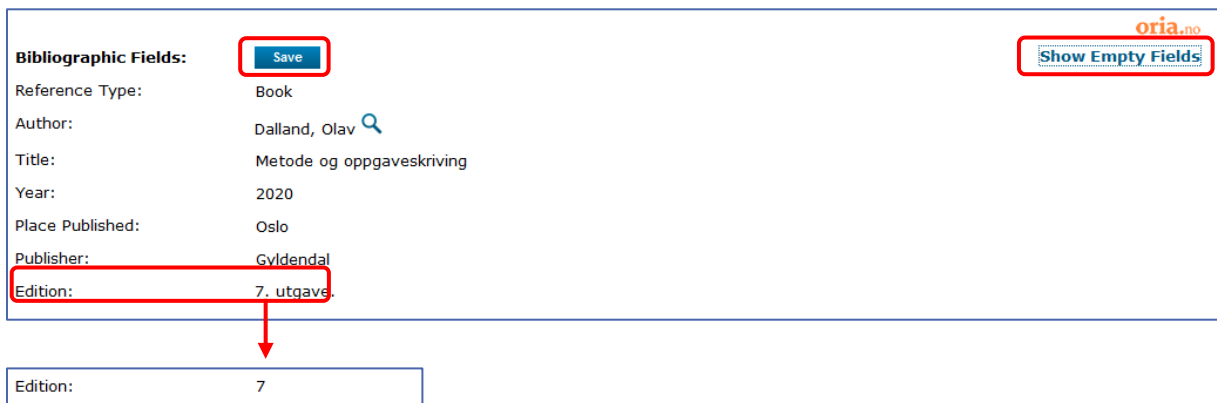 oria.no
Bibliographic Fields: Save Show Empty Fields
Reference Type: Book
Author: Dalland, Olav
Title: Metode og oppgaveskriving
Year: 2020
Place Published: Oslo
Publisher: Gyldendal
Edition: 7. utgave.
Edition: 7